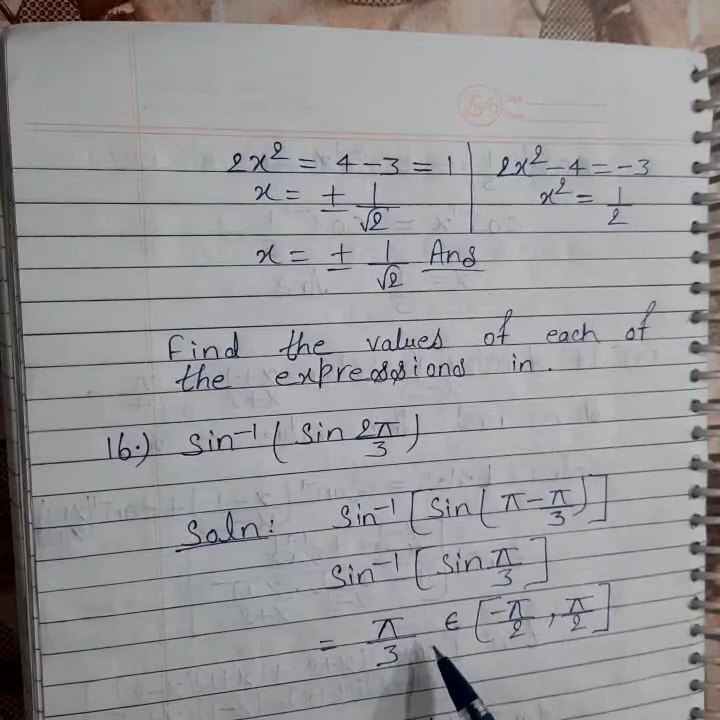 2x² = 4 - 3 = 1 | 2x² - 4 = -3
x = ± 1/√2 | x² = 1/2
x = ± 1/√2 Ans
Find the values of each of
the expressions in.
16.) sin⁻¹ ( sin 2π/3 )
Soln: sin⁻¹ [ sin ( π - π/3 ) ]
sin⁻¹ [ sin π/3 ]
= π/3 ∈ [ -π/2 , π/2 ]